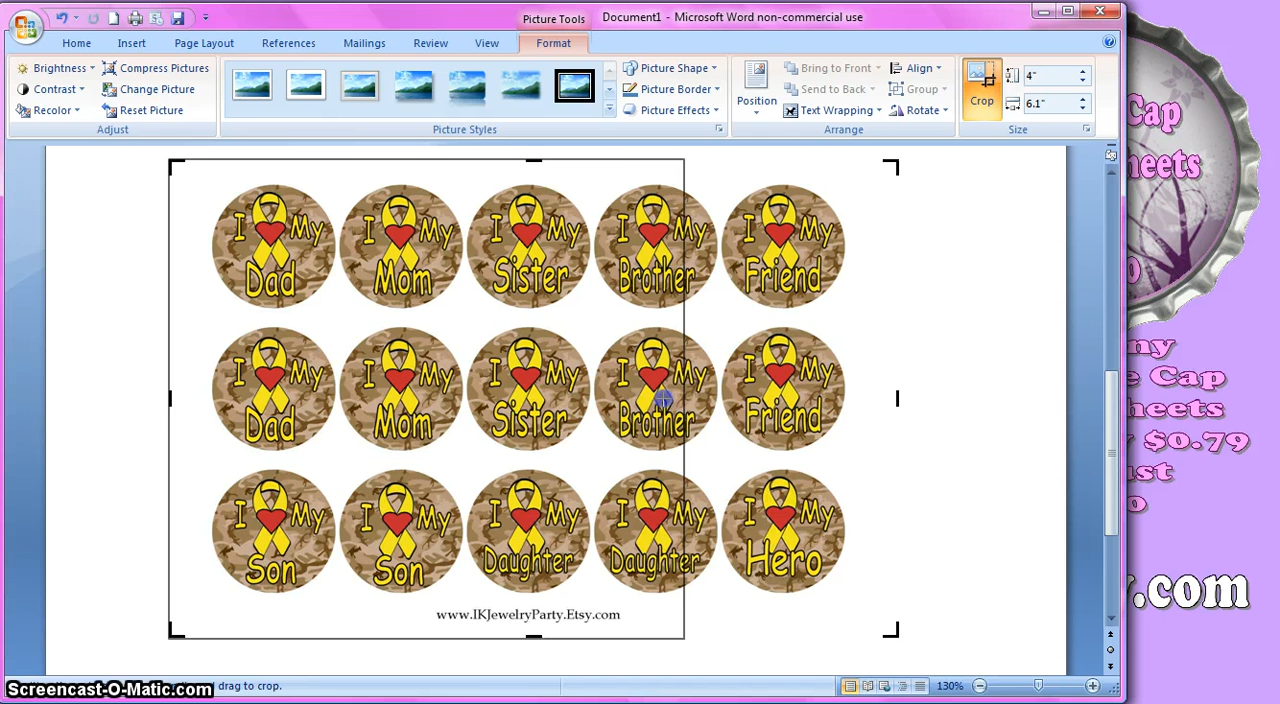 Picture Tools
Document1 - Microsoft Word non-commercial use
Home
Insert
Page Layout
References
Mailings
Review
View
Format
Brightness
Contrast
Recolor
Compress Pictures
Change Picture
Reset Picture
Adjust
Picture Styles
Picture Shape
Picture Border
Picture Effects
Position
Bring to Front
Send to Back
Text Wrapping
Align
Group
Rotate
Arrange
Crop
4"
6.1"
Size
I My Dad
I My Mom
I My Sister
I My Brother
I My Friend
I My Dad
I My Mom
I My Sister
I My Brother
I My Friend
I My Son
I My Son
I My Daughter
I My Daughter
I My Hero
www.IKJewelryParty.Etsy.com
Cap
heets
0
ny
e Cap
heets
$0.79
ust
o
y.com
drag to crop.
130%
Screencast-O-Matic.com